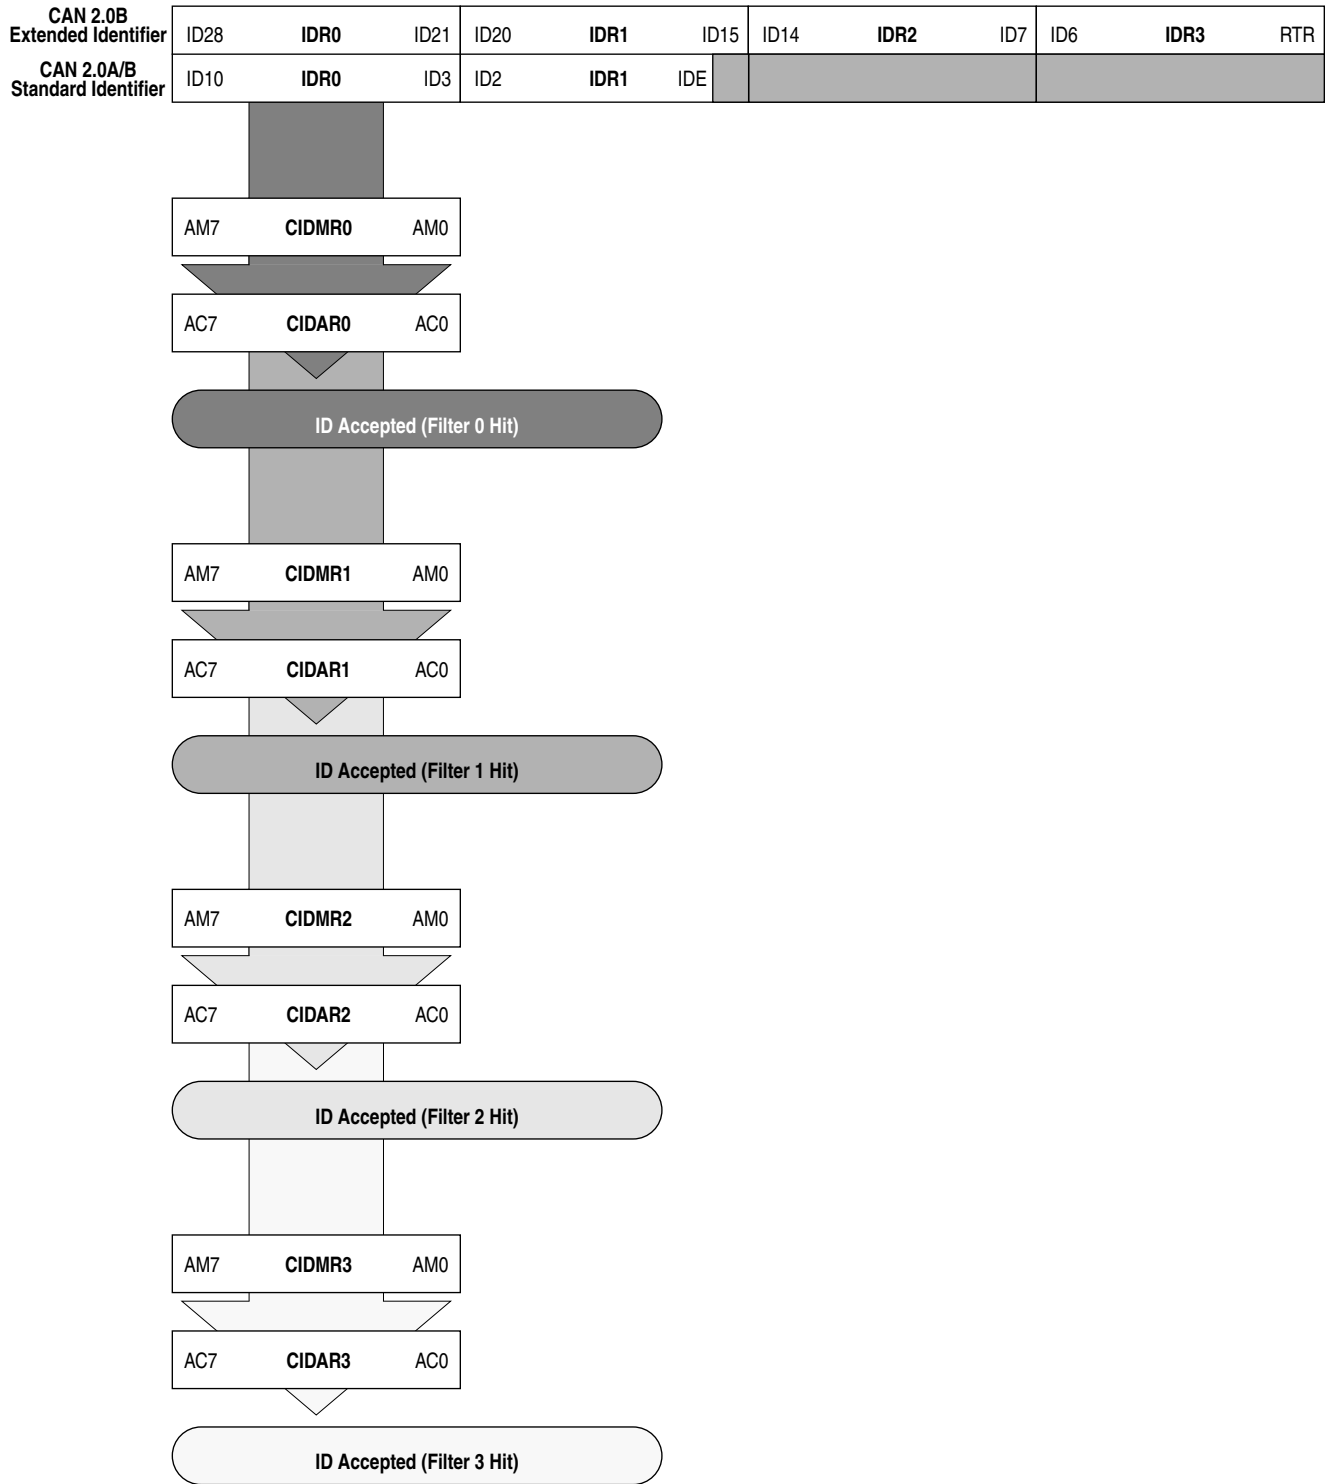 CAN 2.0B
Extended Identifier
ID28 IDR0 ID21 ID20 IDR1 ID15 ID14 IDR2 ID7 ID6 IDR3 RTR
CAN 2.0A/B
Standard Identifier
ID10 IDR0 ID3 ID2 IDR1 IDE
AM7 CIDMR0 AM0
AC7 CIDAR0 AC0
ID Accepted (Filter 0 Hit)
AM7 CIDMR1 AM0
AC7 CIDAR1 AC0
ID Accepted (Filter 1 Hit)
AM7 CIDMR2 AM0
AC7 CIDAR2 AC0
ID Accepted (Filter 2 Hit)
AM7 CIDMR3 AM0
AC7 CIDAR3 AC0
ID Accepted (Filter 3 Hit)